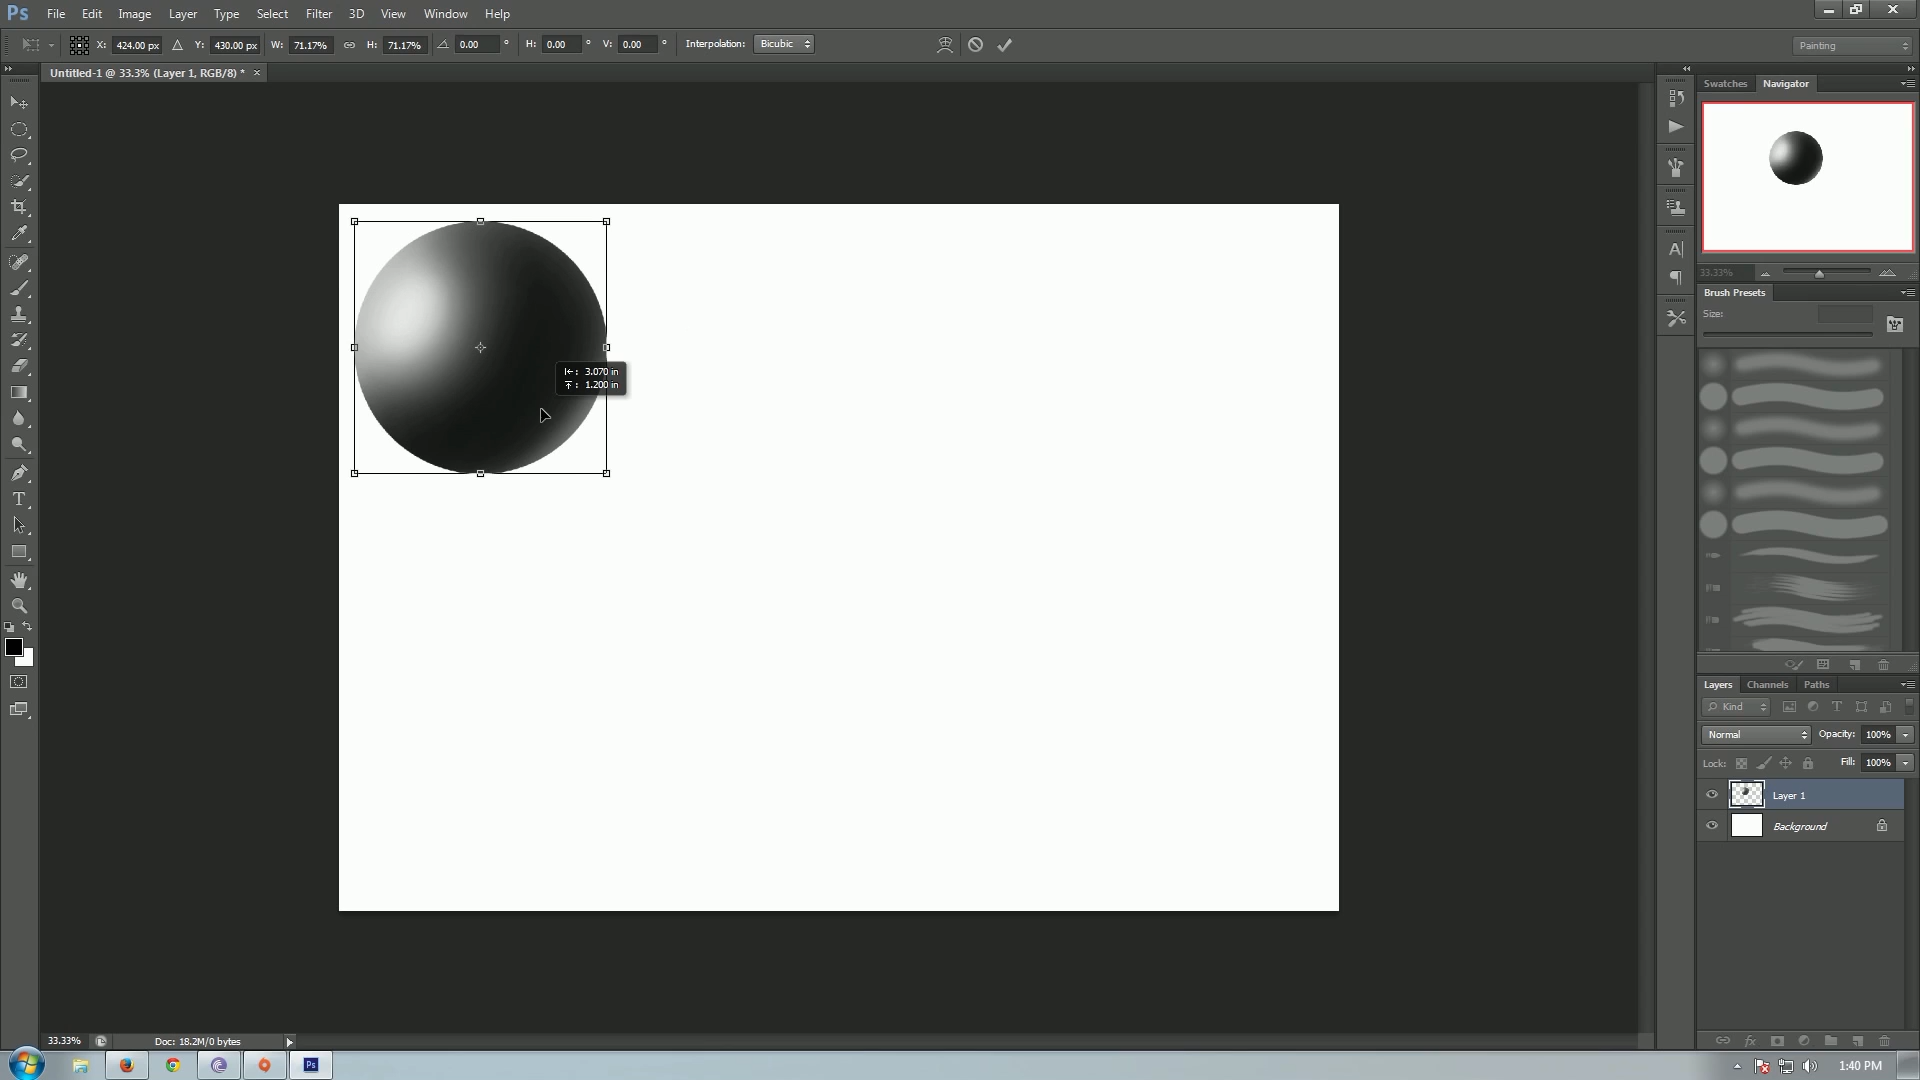 Ps File Edit Image Layer Type Select Filter 3D View Window Help
X: 424.00 px Y: 430.00 px W: 71.17% H: 71.17% 0.00 ° H: 0.00 ° V: 0.00 ° Interpolation: Bicubic Painting
Untitled-1 @ 33.3% (Layer 1, RGB/8) * ×
Swatches Navigator
33.33%
Brush Presets
Size:
3.070 in
1.200 in
Layers Channels Paths
Kind
Normal Opacity: 100%
Lock: Fill: 100%
Layer 1
Background
33.33% Doc: 18.2M/0 bytes
Ps 1:40 PM